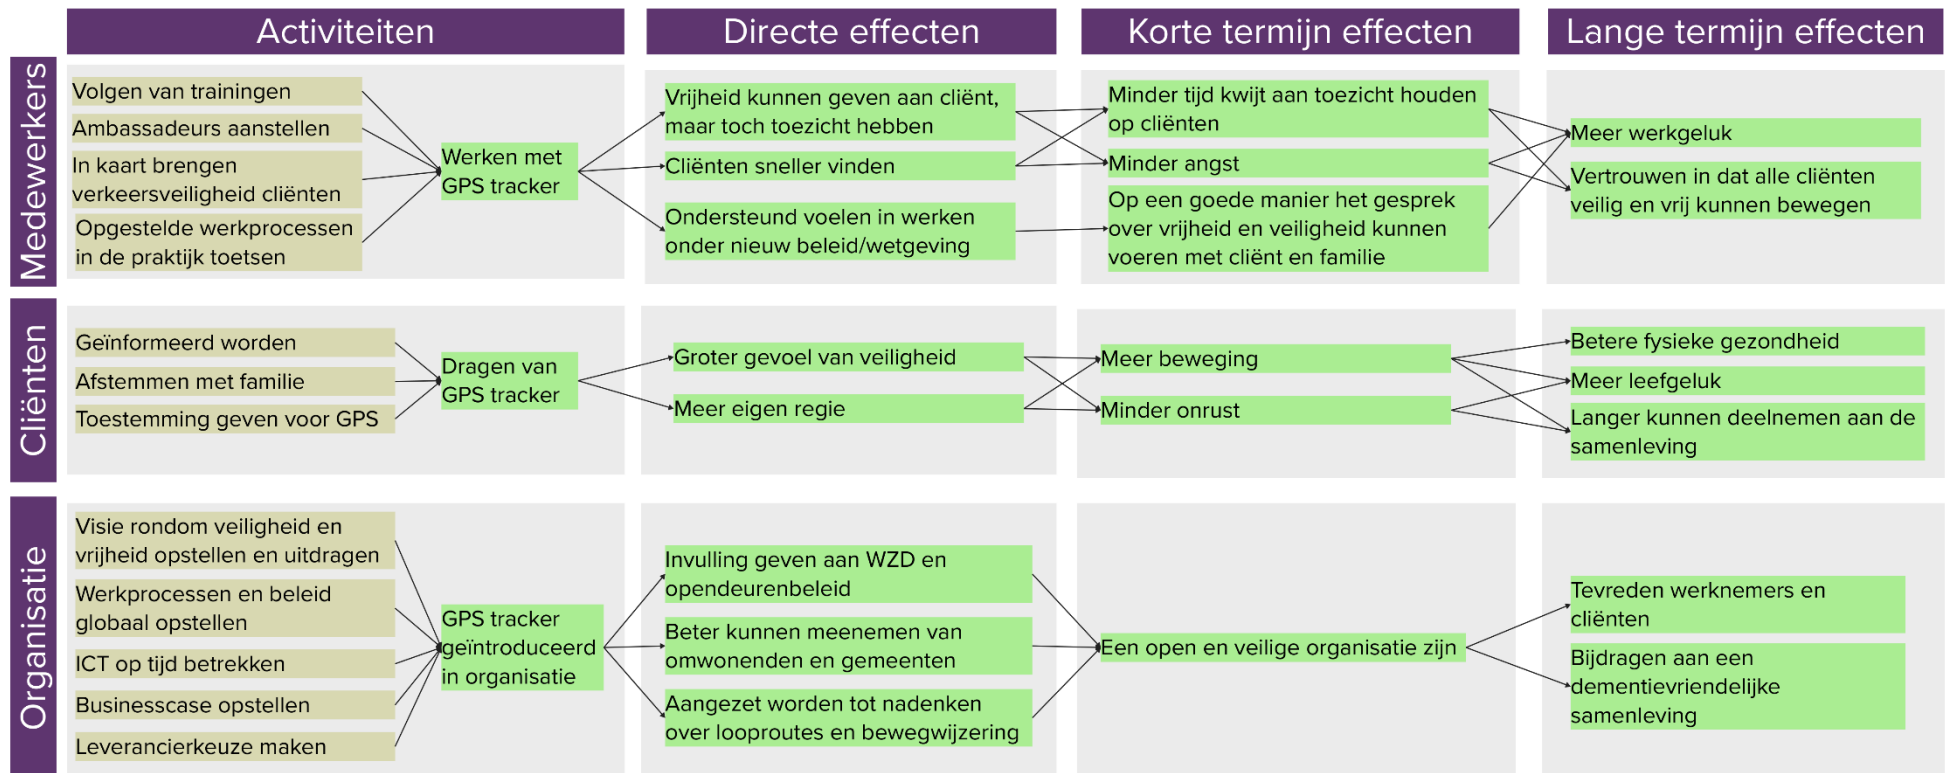 Activiteiten
Directe effecten
Korte termijn effecten
Lange termijn effecten
Medewerkers
Volgen van trainingen
Ambassadeurs aanstellen
In kaart brengen
verkeersveiligheid cliënten
Opgestelde werkprocessen
in de praktijk toetsen
Werken met
GPS tracker
Vrijheid kunnen geven aan cliënt,
maar toch toezicht hebben
Cliënten sneller vinden
Ondersteund voelen in werken
onder nieuw beleid/wetgeving
Minder tijd kwijt aan toezicht houden
op cliënten
Minder angst
Op een goede manier het gesprek
over vrijheid en veiligheid kunnen
voeren met cliënt en familie
Meer werkgeluk
Vertrouwen in dat alle cliënten
veilig en vrij kunnen bewegen
Cliënten
Geïnformeerd worden
Afstemmen met familie
Toestemming geven voor GPS
Dragen van
GPS tracker
Groter gevoel van veiligheid
Meer eigen regie
Meer beweging
Minder onrust
Betere fysieke gezondheid
Meer leefgeluk
Langer kunnen deelnemen aan de
samenleving
Organisatie
Visie rondom veiligheid en
vrijheid opstellen en uitdragen
Werkprocessen en beleid
globaal opstellen
ICT op tijd betrekken
Businesscase opstellen
Leverancierkeuze maken
GPS tracker
geïntroduceerd
in organisatie
Invulling geven aan WZD en
opendeurenbeleid
Beter kunnen meenemen van
omwonenden en gemeenten
Aangezet worden tot nadenken
over looproutes en bewegwijzering
Een open en veilige organisatie zijn
Tevreden werknemers en
cliënten
Bijdragen aan een
dementievriendelijke
samenleving